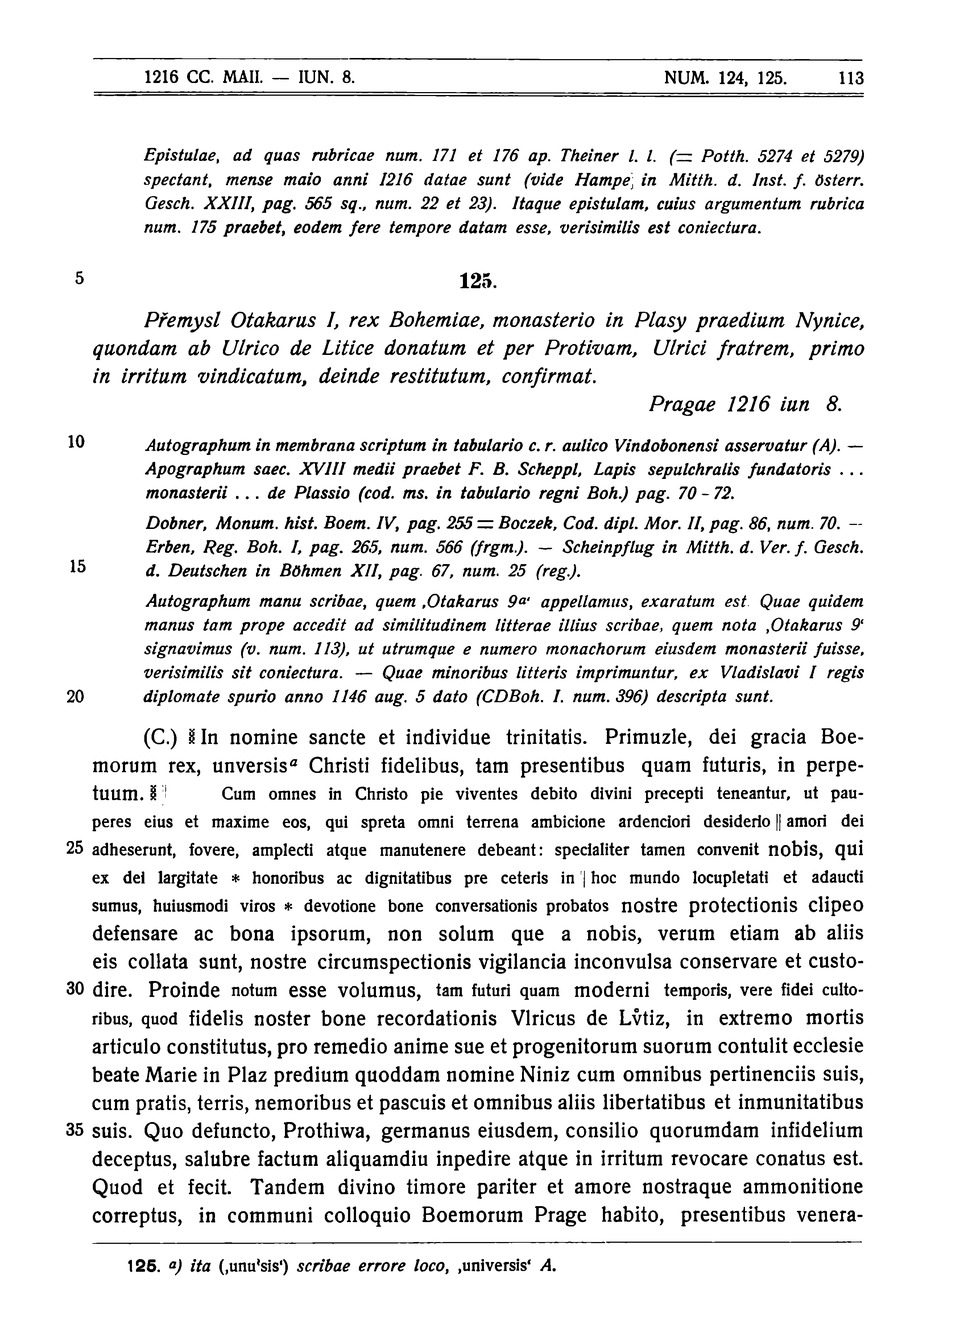 1216 CC. MAII. — IUN. 8. NUM. 124, 125. 113
Epistulae, ad quas rubricae num. 171 et 176 ap. Theiner l. l. (= Potth. 5274 et 5279)
spectant, mense maio anni 1216 datae sunt (vide Hampe, in Mitth. d. Inst. f. österr.
Gesch. XXIII, pag. 565 sq., num. 22 et 23). Itaque epistulam, cuius argumentum rubrica
num. 175 praebet, eodem fere tempore datam esse, verisimilis est coniectura.
5 125.
Přemysl Otakarus I, rex Bohemiae, monasterio in Plasy praedium Nynice,
quondam ab Ulrico de Litice donatum et per Protivam, Ulrici fratrem, primo
in irritum vindicatum, deinde restitutum, confirmat.
Pragae 1216 iun 8.
10 Autographum in membrana scriptum in tabulario c. r. aulico Vindobonensi asservatur (A). —
Apographum saec. XVIII medii praebet F. B. Scheppl, Lapis sepulchralis fundatoris ...
monasterii ... de Plassio (cod. ms. in tabulario regni Boh.) pag. 70 - 72.
Dobner, Monum. hist. Boem. IV, pag. 255 = Boczek, Cod. dipl. Mor. II, pag. 86, num. 70. —
Erben, Reg. Boh. I, pag. 265, num. 566 (frgm.). — Scheinpflug in Mitth. d. Ver. f. Gesch.
15 d. Deutschen in Böhmen XII, pag. 67, num. 25 (reg.).
Autographum manu scribae, quem ‚Otakarus 9ᵃ‘ appellamus, exaratum est. Quae quidem
manus tam prope accedit ad similitudinem litterae illius scribae, quem nota ‚Otakarus 9‘
signavimus (v. num. 113), ut utrumque e numero monachorum eiusdem monasterii fuisse,
verisimilis sit coniectura. — Quae minoribus litteris imprimuntur, ex Vladislavi I regis
20 diplomate spurio anno 1146 aug. 5 dato (CDBoh. I. num. 396) descripta sunt.
(C.) ⁑ In nomine sancte et individue trinitatis. Primuzle, dei gracia Boe-
morum rex, unversisᵃ Christi fidelibus, tam presentibus quam futuris, in perpe-
tuum. ⁑ | Cum omnes in Christo pie viventes debito divini precepti teneantur, ut pau-
peres eius et maxime eos, qui spreta omni terrena ambicione ardenciori desiderio || amori dei
25 adheserunt, fovere, amplecti atque manutenere debeant: specialiter tamen convenit nobis, qui
ex dei largitate * honoribus ac dignitatibus pre ceteris in | hoc mundo locupletati et adaucti
sumus, huiusmodi viros * devotione bone conversationis probatos nostre protectionis clipeo
defensare ac bona ipsorum, non solum que a nobis, verum etiam ab aliis
eis collata sunt, nostre circumspectionis vigilancia inconvulsa conservare et custo-
30 dire. Proinde notum esse volumus, tam futuri quam moderni temporis, vere fidei culto-
ribus, quod fidelis noster bone recordationis Vlricus de Lv̊tiz, in extremo mortis
articulo constitutus, pro remedio anime sue et progenitorum suorum contulit ecclesie
beate Marie in Plaz predium quoddam nomine Niniz cum omnibus pertinenciis suis,
cum pratis, terris, nemoribus et pascuis et omnibus aliis libertatibus et inmunitatibus
35 suis. Quo defuncto, Prothiwa, germanus eiusdem, consilio quorumdam infidelium
deceptus, salubre factum aliquamdiu inpedire atque in irritum revocare conatus est.
Quod et fecit. Tandem divino timore pariter et amore nostraque ammonitione
correptus, in communi colloquio Boemorum Prage habito, presentibus venera-
125. a) ita (‚unu'sis‘) scribae errore loco, ‚universis‘ A.